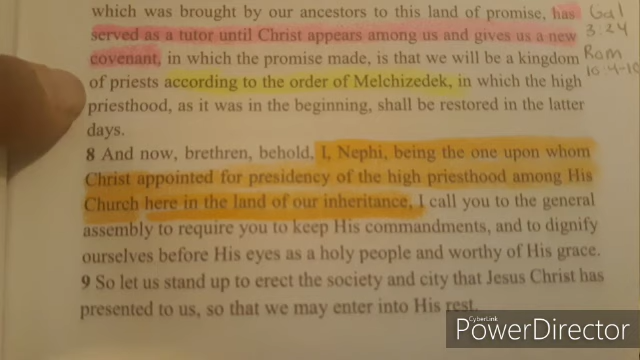 which was brought by our ancestors to this land of promise, has
served as a tutor until Christ appears among us and gives us a new
covenant, in which the promise made, is that we will be a kingdom
of priests according to the order of Melchizedek, in which the high
priesthood, as it was in the beginning, shall be restored in the latter
days.
8 And now, brethren, behold, I, Nephi, being the one upon whom
Christ appointed for presidency of the high priesthood among His
Church here in the land of our inheritance, I call you to the general
assembly to require you to keep His commandments, and to dignify
ourselves before His eyes as a holy people and worthy of His grace.
9 So let us stand up to erect the society and city that Jesus Christ has
presented to us, so that we may enter into His rest.
Gal
3:24
Rom
10:4-10
CyberLink
PowerDirector